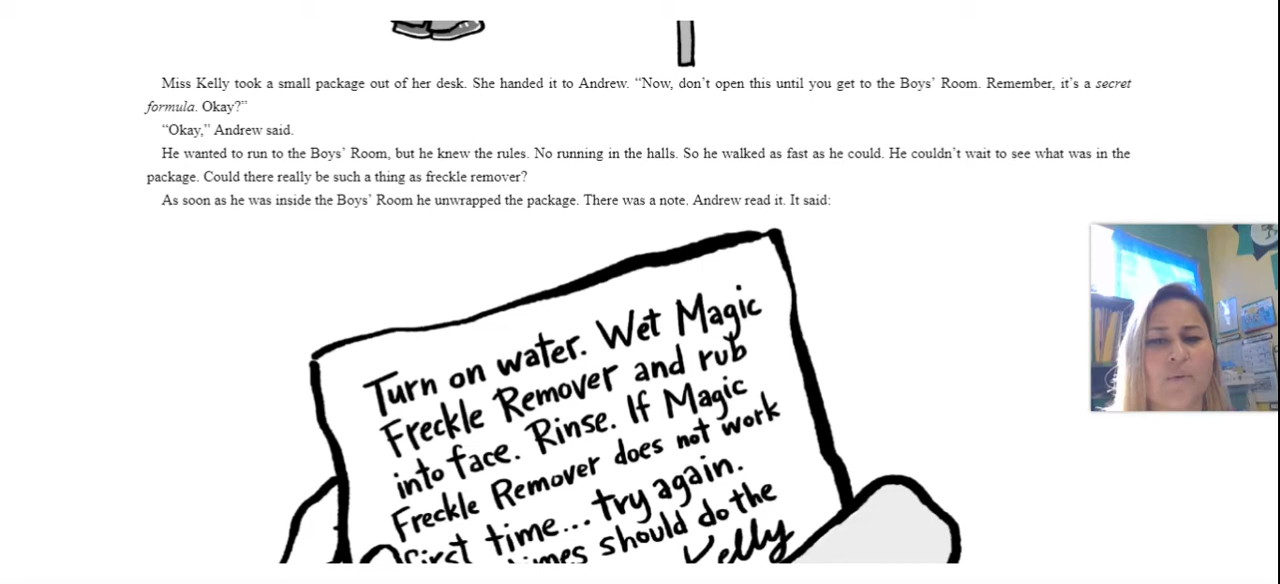 Miss Kelly took a small package out of her desk. She handed it to Andrew. “Now, don’t open this until you get to the Boys’ Room. Remember, it’s a secret
formula. Okay?”
“Okay,” Andrew said.
He wanted to run to the Boys’ Room, but he knew the rules. No running in the halls. So he walked as fast as he could. He couldn’t wait to see what was in the
package. Could there really be such a thing as freckle remover?
As soon as he was inside the Boys’ Room he unwrapped the package. There was a note. Andrew read it. It said:
Turn on water. Wet Magic
Freckle Remover and rub
into face. Rinse. If Magic
Freckle Remover does not work
first time... try again.
should do the
Kelly